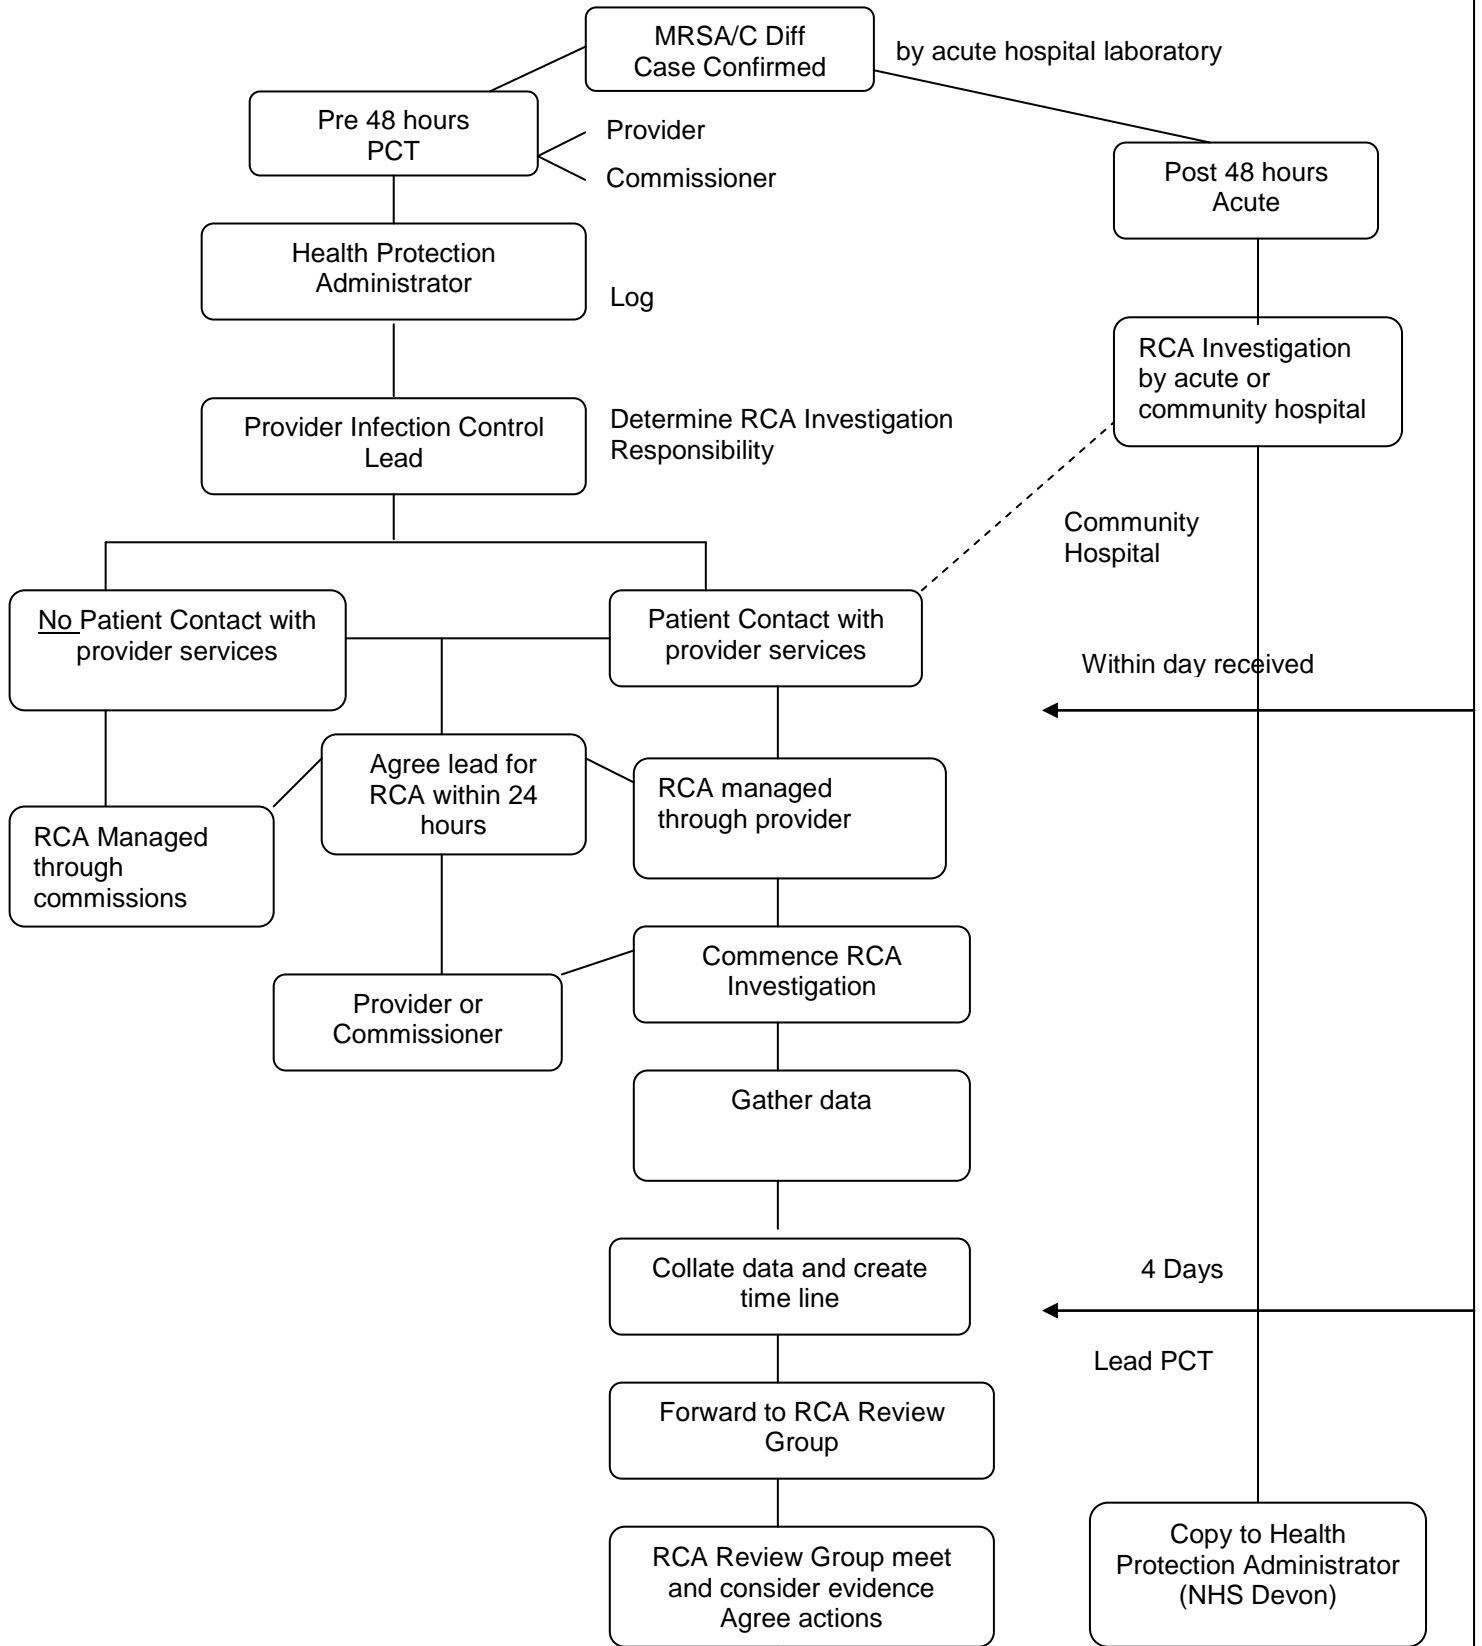 MRSA/C Diff
Case Confirmed
by acute hospital laboratory
Pre 48 hours
PCT
Provider
Commissioner
Post 48 hours
Acute
Health Protection
Administrator
Log
RCA Investigation
by acute or
community hospital
Provider Infection Control
Lead
Determine RCA Investigation
Responsibility
Community
Hospital
No Patient Contact with
provider services
Patient Contact with
provider services
Within day received
Agree lead for
RCA within 24
hours
RCA managed
through provider
RCA Managed
through
commissions
Commence RCA
Investigation
Provider or
Commissioner
Gather data
Collate data and create
time line
4 Days
Lead PCT
Forward to RCA Review
Group
RCA Review Group meet
and consider evidence
Agree actions
Copy to Health
Protection Administrator
(NHS Devon)